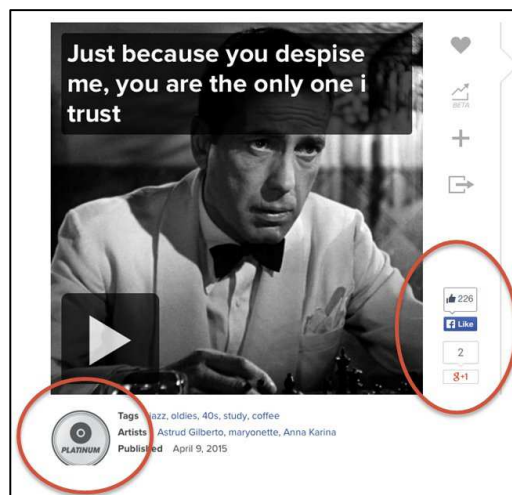 Just because you despise
me, you are the only one i
trust
BETA
226
Like
2
g+1
PLATINUM
Tags jazz, oldies, 40s, study, coffee
Artists Astrud Gilberto, maryonette, Anna Karina
Published April 9, 2015